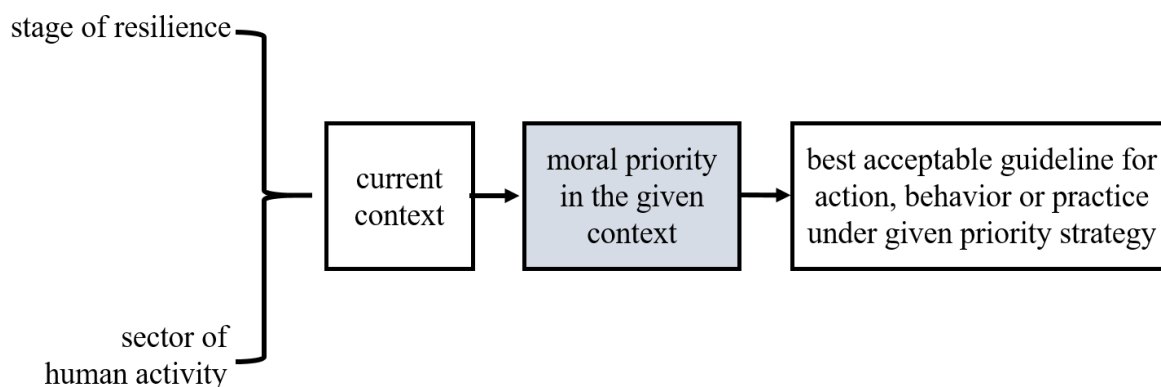 stage of resilience
sector of
human activity
current
context
moral priority
in the given
context
best acceptable guideline for
action, behavior or practice
under given priority strategy